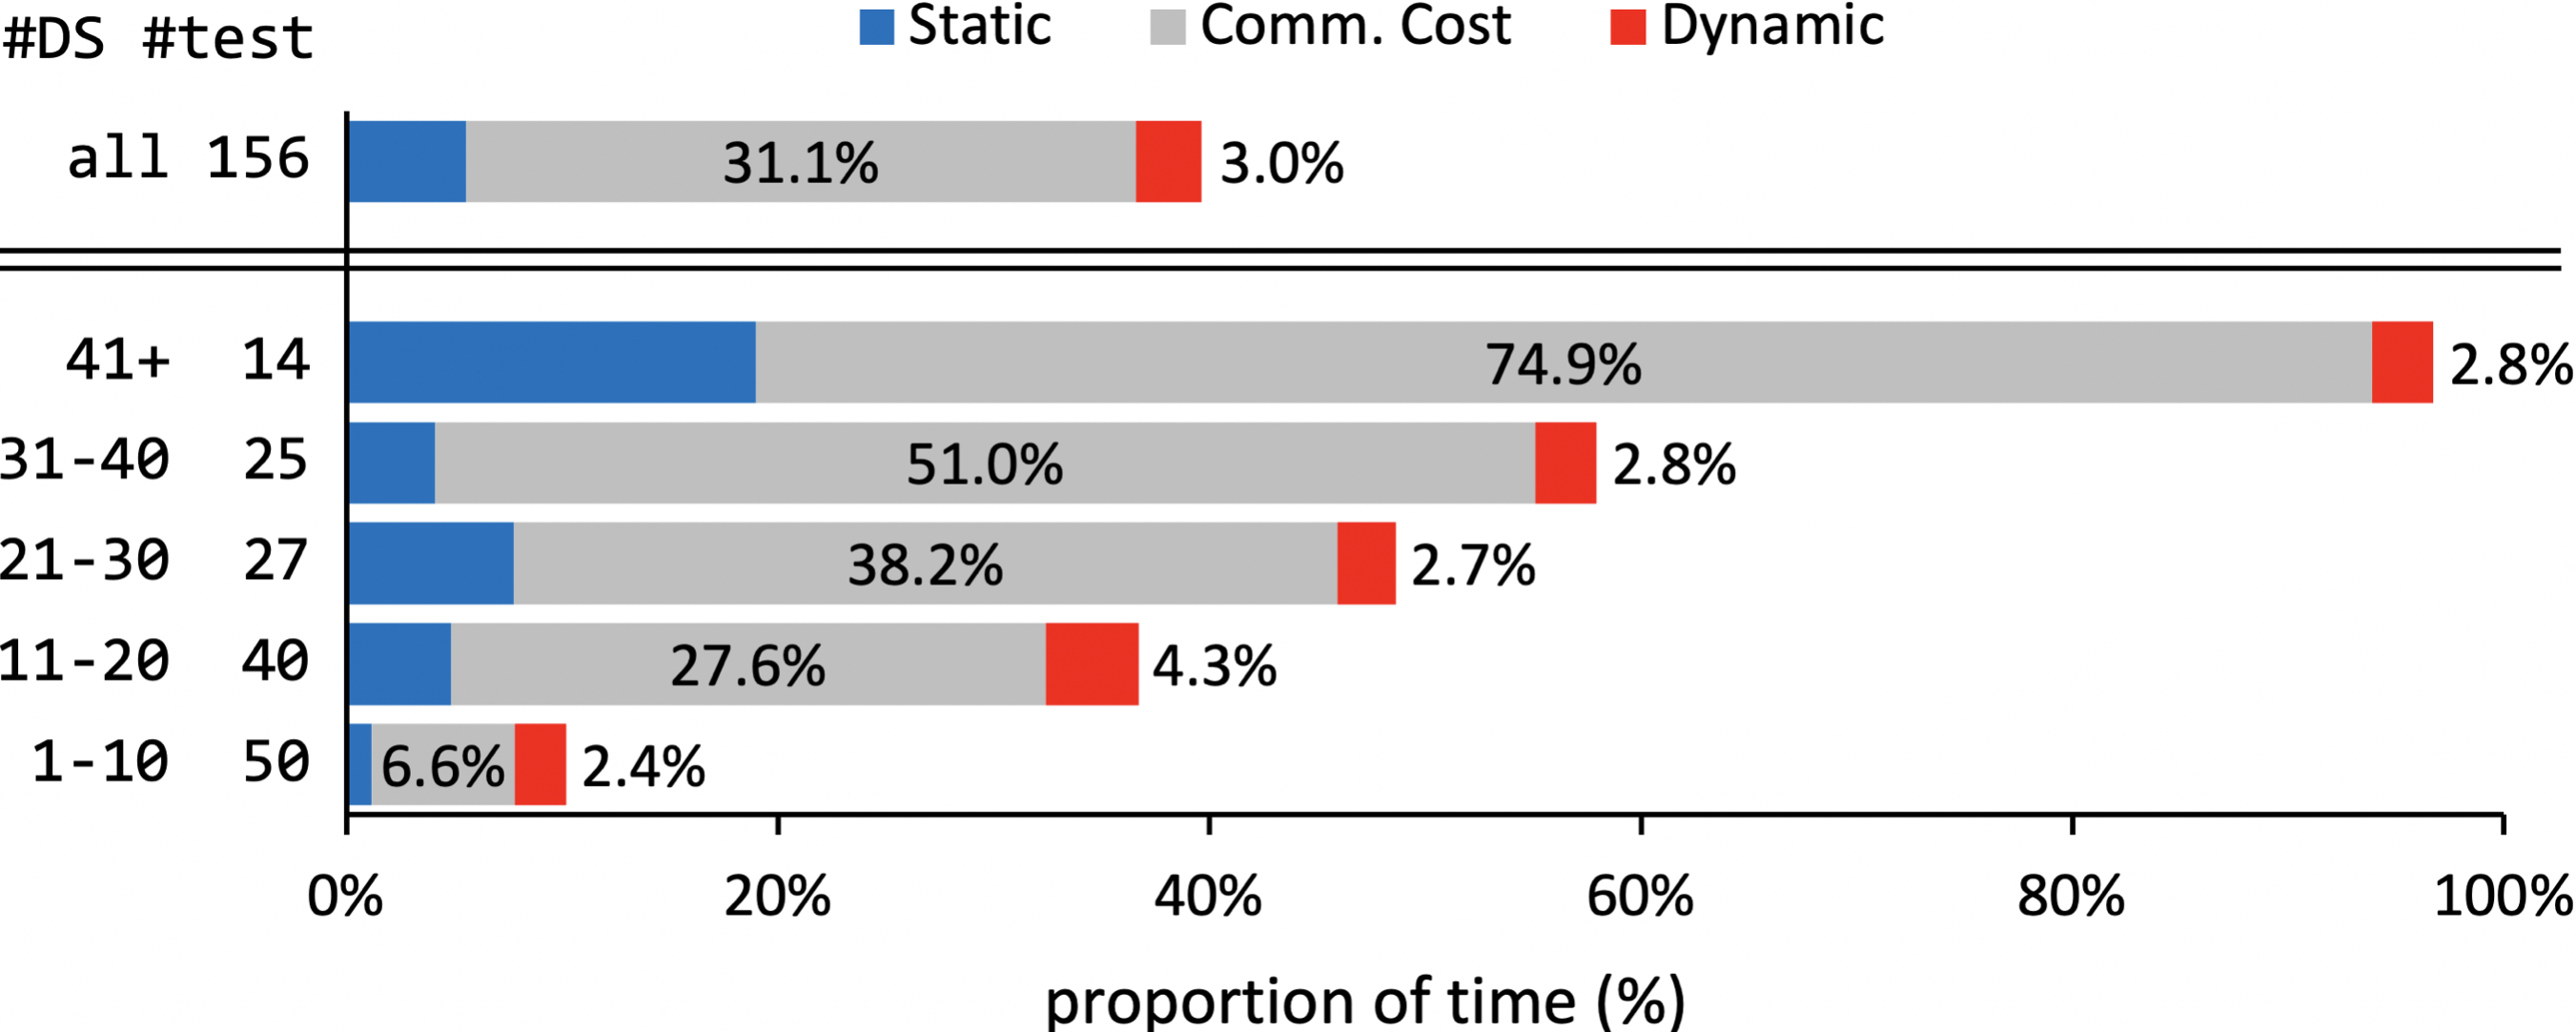 #DS #test
Static Comm. Cost Dynamic
all 156 31.1% 3.0%
41+ 14 74.9% 2.8%
31-40 25 51.0% 2.8%
21-30 27 38.2% 2.7%
11-20 40 27.6% 4.3%
1-10 50 6.6% 2.4%
0% 20% 40% 60% 80% 100%
proportion of time (%)